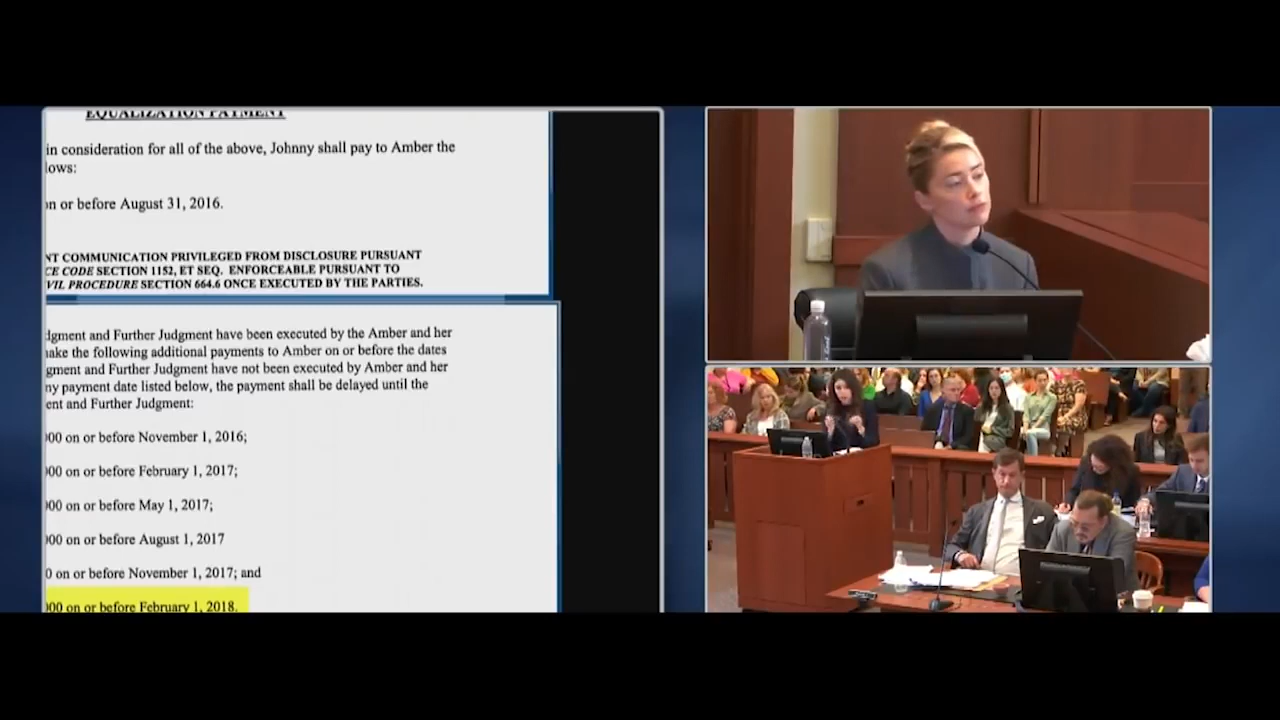 EQUALIZATION PAYMENT
in consideration for all of the above, Johnny shall pay to Amber the
lows:
n or before August 31, 2016.
NT COMMUNICATION PRIVILEGED FROM DISCLOSURE PURSUANT
CE CODE SECTION 1152, ET SEQ. ENFORCEABLE PURSUANT TO
VIL PROCEDURE SECTION 664.6 ONCE EXECUTED BY THE PARTIES.
dgment and Further Judgment have been executed by the Amber and her
ake the following additional payments to Amber on or before the dates
gment and Further Judgment have not been executed by Amber and her
ny payment date listed below, the payment shall be delayed until the
ent and Further Judgment:
000 on or before November 1, 2016;
000 on or before February 1, 2017;
000 on or before May 1, 2017;
000 on or before August 1, 2017
0 on or before November 1, 2017; and
000 on or before February 1, 2018.